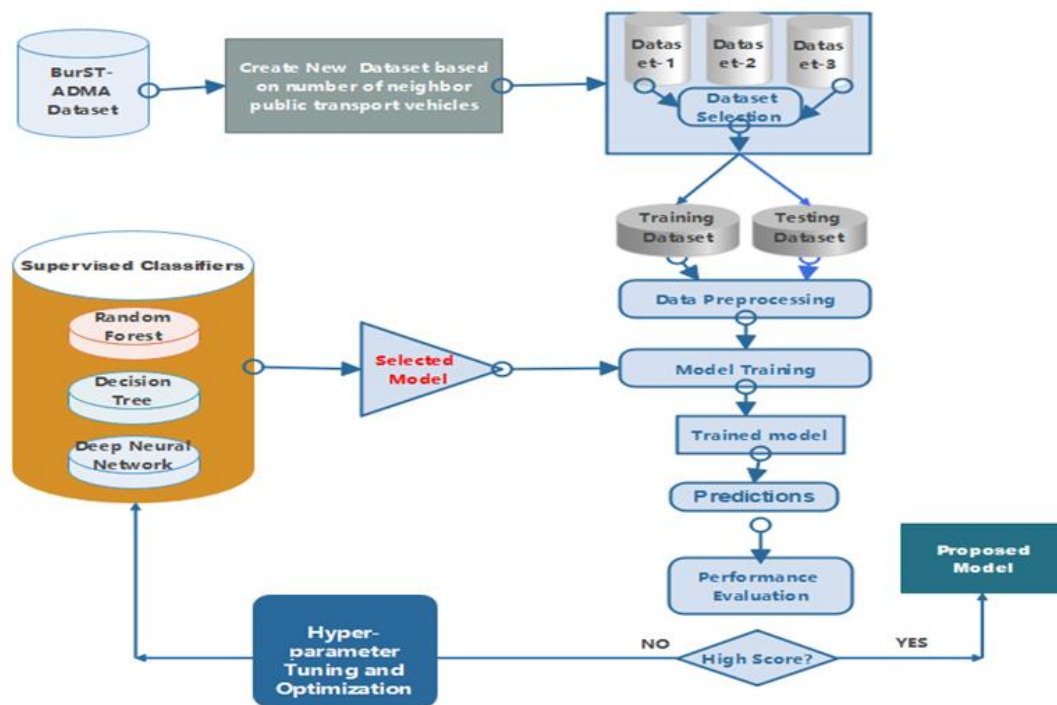 BurST-
ADMA
Dataset
Create New Dataset based
on number of neighbor
public transport vehicles
Datas
et-1
Datas
et-2
Datas
et-3
Dataset
Selection
Training
Dataset
Testing
Dataset
Data Preprocessing
Supervised Classifiers
Random
Forest
Decision
Tree
Deep Neural
Network
Selected
Model
Model Training
Trained model
Predictions
Performance
Evaluation
Proposed
Model
High Score?
NO
YES
Hyper-
parameter
Tuning and
Optimization